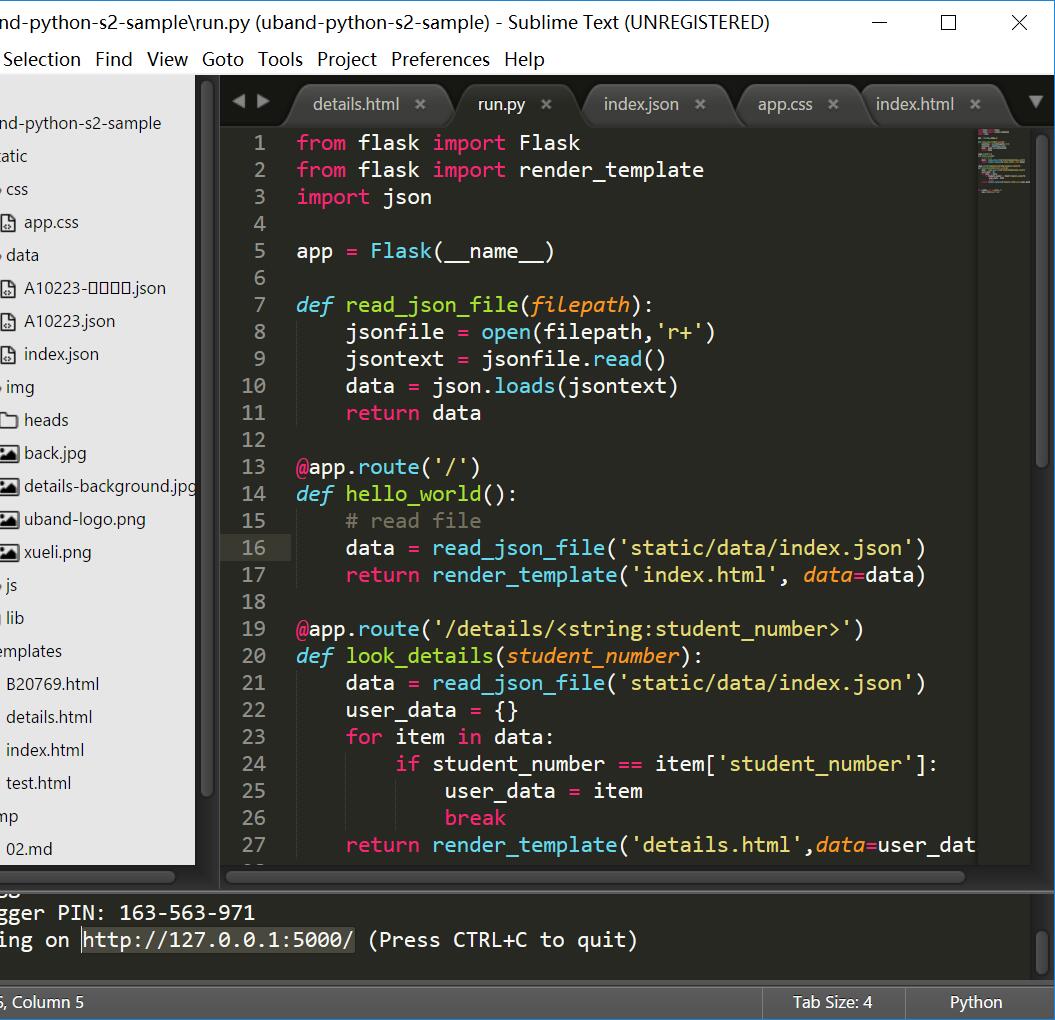 nd-python-s2-sample\run.py (uband-python-s2-sample) - Sublime Text (UNREGISTERED)
Selection Find View Goto Tools Project Preferences Help
details.html run.py index.json app.css index.html
nd-python-s2-sample
atic
css
app.css
data
A10223-□□□□.json
A10223.json
index.json
img
heads
back.jpg
details-background.jpg
uband-logo.png
xueli.png
js
lib
emplates
B20769.html
details.html
index.html
test.html
mp
02.md
1 from flask import Flask
2 from flask import render_template
3 import json
4
5 app = Flask(__name__)
6
7 def read_json_file(filepath):
8 jsonfile = open(filepath,'r+')
9 jsontext = jsonfile.read()
10 data = json.loads(jsontext)
11 return data
12
13 @app.route('/')
14 def hello_world():
15 # read file
16 data = read_json_file('static/data/index.json')
17 return render_template('index.html', data=data)
18
19 @app.route('/details/<string:student_number>')
20 def look_details(student_number):
21 data = read_json_file('static/data/index.json')
22 user_data = {}
23 for item in data:
24 if student_number == item['student_number']:
25 user_data = item
26 break
27 return render_template('details.html',data=user_dat
gger PIN: 163-563-971
ing on http://127.0.0.1:5000/ (Press CTRL+C to quit)
, Column 5 Tab Size: 4 Python